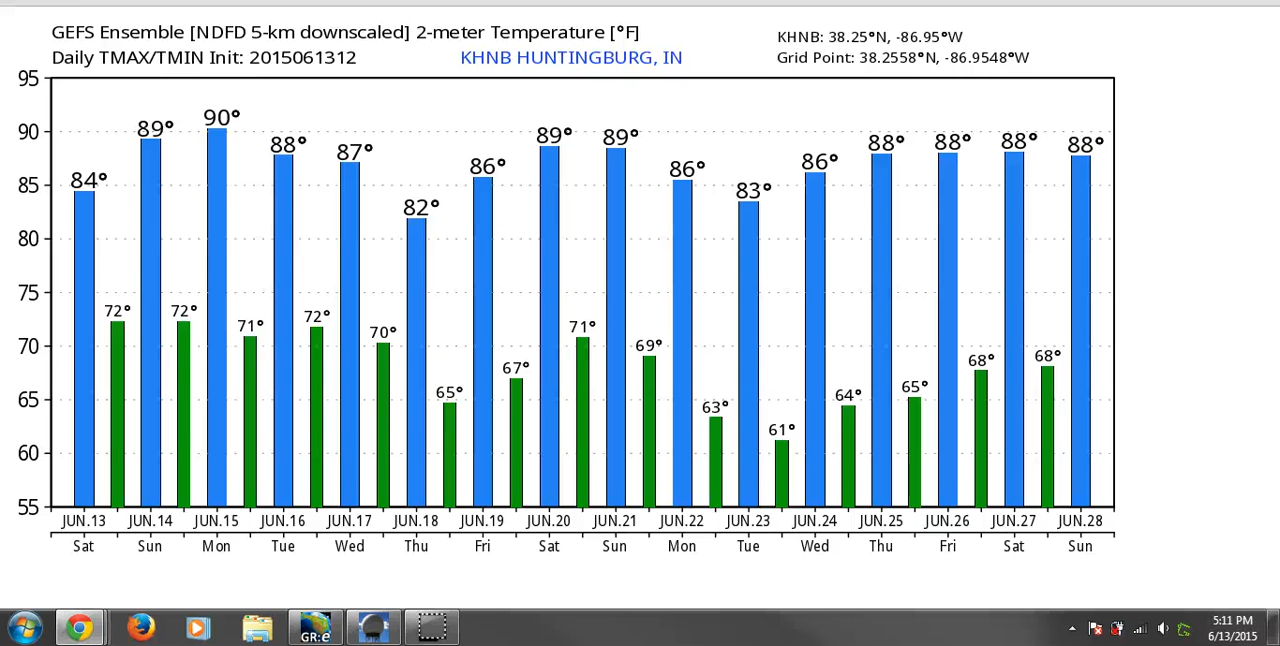 GEFS Ensemble [NDFD 5-km downscaled] 2-meter Temperature [°F]
Daily TMAX/TMIN Init: 2015061312
KHNB HUNTINGBURG, IN
KHNB: 38.25°N, -86.95°W
Grid Point: 38.2558°N, -86.9548°W
95
90
85
80
75
70
65
60
55
84° 89° 90° 88° 87° 82° 86° 89° 89° 86° 83° 86° 88° 88° 88° 88°
72° 72° 71° 72° 70° 65° 67° 71° 69° 63° 61° 64° 65° 68° 68°
JUN.13 JUN.14 JUN.15 JUN.16 JUN.17 JUN.18 JUN.19 JUN.20 JUN.21 JUN.22 JUN.23 JUN.24 JUN.25 JUN.26 JUN.27 JUN.28
Sat Sun Mon Tue Wed Thu Fri Sat Sun Mon Tue Wed Thu Fri Sat Sun
GR:e
5:11 PM
6/13/2015